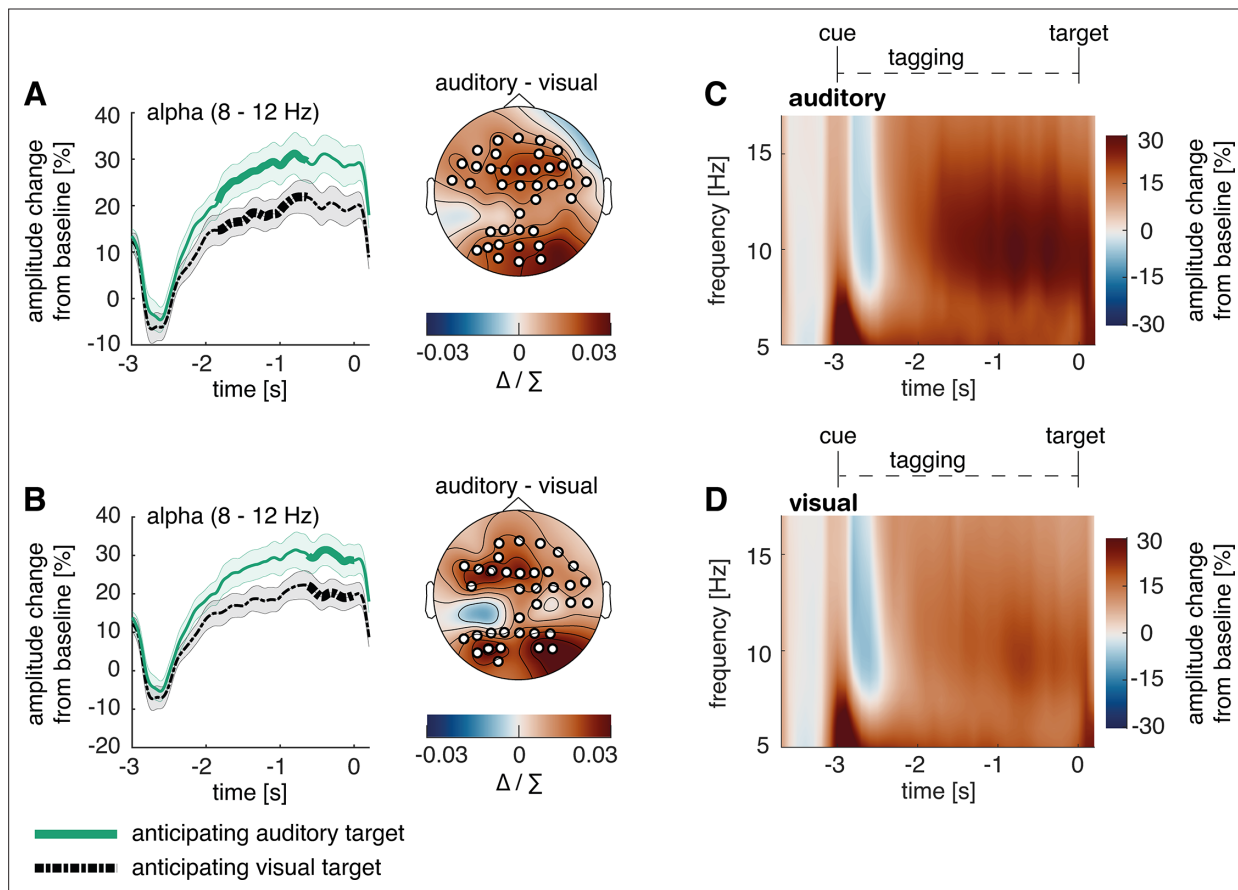 A
alpha (8 - 12 Hz)
amplitude change
from baseline [%]
40
30
20
10
0
-10
-3
-2
-1
0
time [s]
auditory - visual
-0.03
0
0.03
Δ / ∑
B
alpha (8 - 12 Hz)
amplitude change
from baseline [%]
40
30
20
10
0
-10
-20
-3
-2
-1
0
time [s]
auditory - visual
-0.03
0
0.03
Δ / ∑
anticipating auditory target
anticipating visual target
cue
target
tagging
C
auditory
frequency [Hz]
15
10
5
-3
-2
-1
0
time [s]
30
15
0
-15
-30
amplitude change
from baseline [%]
cue
target
tagging
D
visual
frequency [Hz]
15
10
5
-3
-2
-1
0
time [s]
30
15
0
-15
-30
amplitude change
from baseline [%]